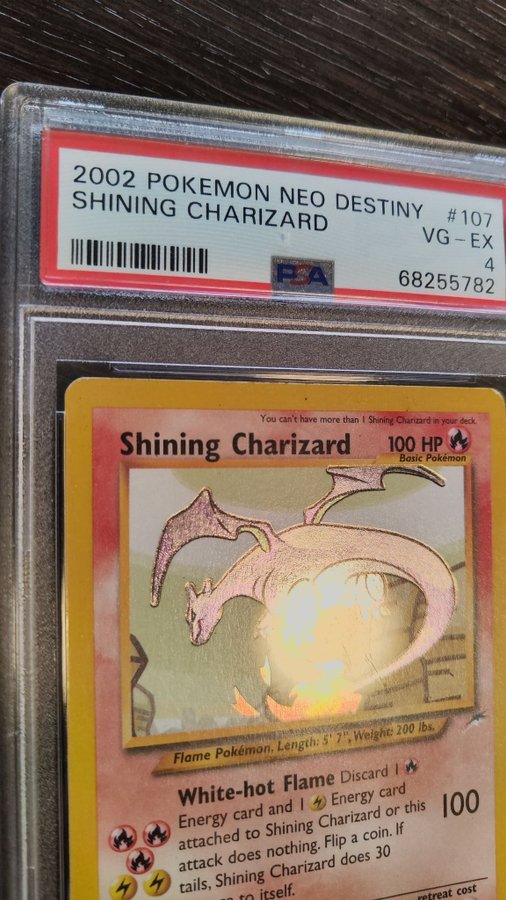 2002 POKEMON NEO DESTINY #107
SHINING CHARIZARD VG - EX
4
PSA 68255782
You can't have more than 1 Shining Charizard in your deck.
Shining Charizard 100 HP
Basic Pokémon
Flame Pokémon. Length: 5' 7", Weight: 200 lbs.
White-hot Flame Discard 1
Energy card and 1 Energy card
attached to Shining Charizard or this
attack does nothing. Flip a coin. If
tails, Shining Charizard does 30
100
to itself.
retreat cost